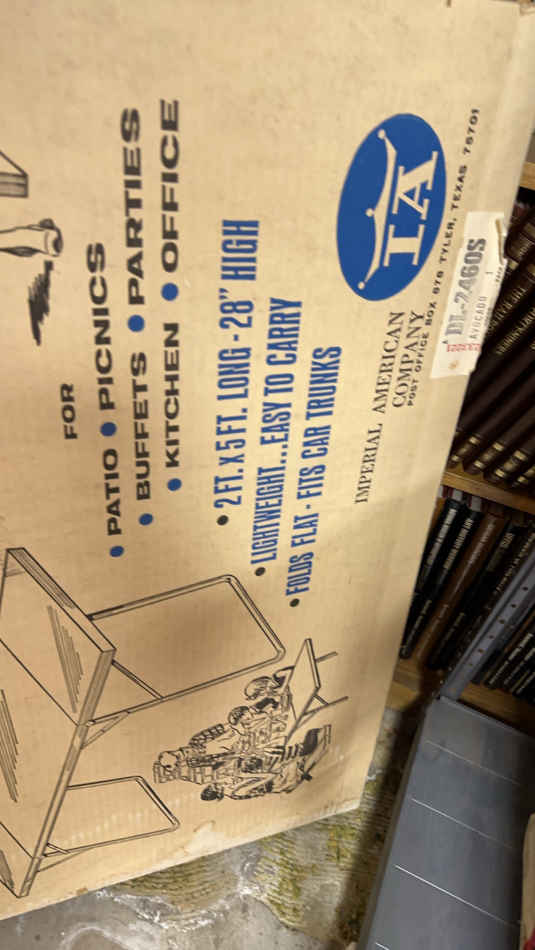 FOR
• PATIO • PICNICS
• BUFFETS • PARTIES
• KITCHEN • OFFICE
• 2 FT. X 5 FT. LONG - 28" HIGH
• LIGHTWEIGHT...EASY TO CARRY
• FOLDS FLAT - FITS CAR TRUNKS
IA
IMPERIAL AMERICAN
COMPANY
POST OFFICE BOX 878 TYLER, TEXAS 75701
DL-2460S
AVOCADO 1